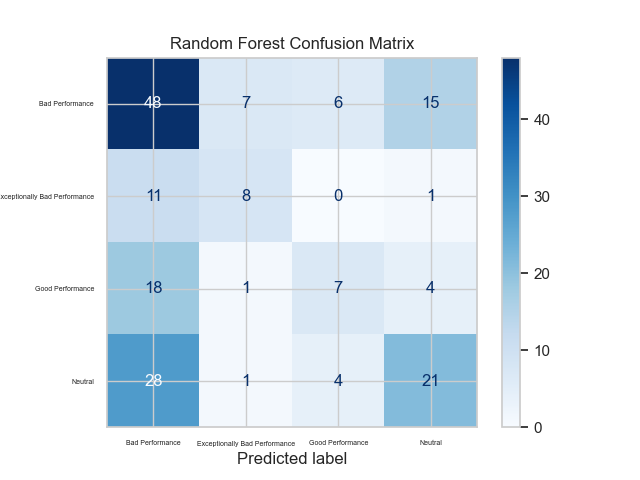 Random Forest Confusion Matrix
Bad Performance 48 7 6 15
xceptionally Bad Performance 11 8 0 1
Good Performance 18 1 7 4
Neutral 28 1 4 21
Bad Performance Exceptionally Bad Performance Good Performance Neutral
Predicted label
40
30
20
10
0